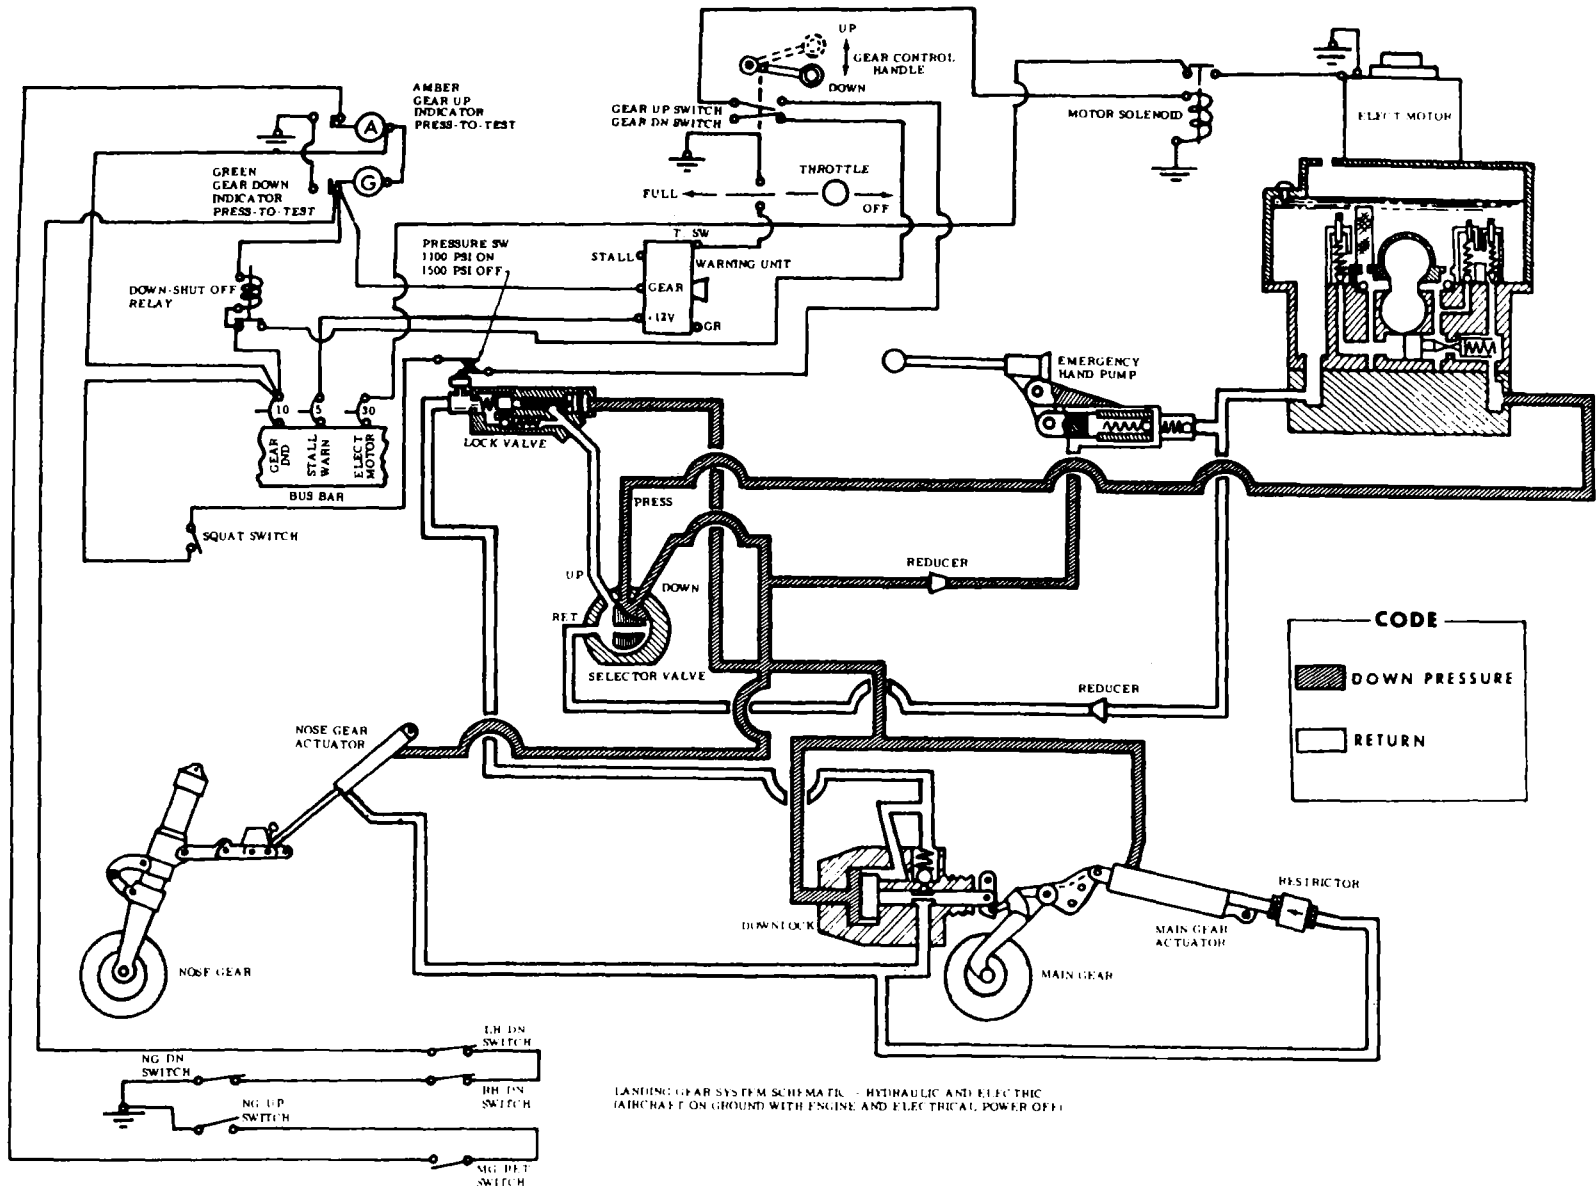 UP
GEAR CONTROL
HANDLE
DOWN
AMBER
GEAR UP
INDICATOR
PRESS-TO-TEST
A
GEAR UP SWITCH
GEAR DN SWITCH
MOTOR SOLENOID
ELECT MOTOR
GREEN
GEAR DOWN
INDICATOR
PRESS-TO-TEST
G
THROTTLE
FULL
OFF
PRESSURE SW
1100 PSI ON
1500 PSI OFF
T. SW
STALL
WARNING UNIT
GEAR
+12V
GR
DOWN-SHUT OFF
RELAY
EMERGENCY
HAND PUMP
10
5
30
LOCK VALVE
GEAR
IND
STALL
WARN
ELECT
MOTOR
BUS BAR
PRESS
SQUAT SWITCH
REDUCER
UP
DOWN
RET
CODE
SELECTOR VALVE
DOWN PRESSURE
REDUCER
RETURN
NOSE GEAR
ACTUATOR
RESTRICTOR
DOWNLOCK
MAIN GEAR
ACTUATOR
NOSE GEAR
MAIN GEAR
LH DN
SWITCH
NG DN
SWITCH
RH DN
SWITCH
NG UP
SWITCH
LANDING GEAR SYSTEM SCHEMATIC - HYDRAULIC AND ELECTRIC
(AIRCRAFT ON GROUND WITH ENGINE AND ELECTRICAL POWER OFF)
MG RET
SWITCH